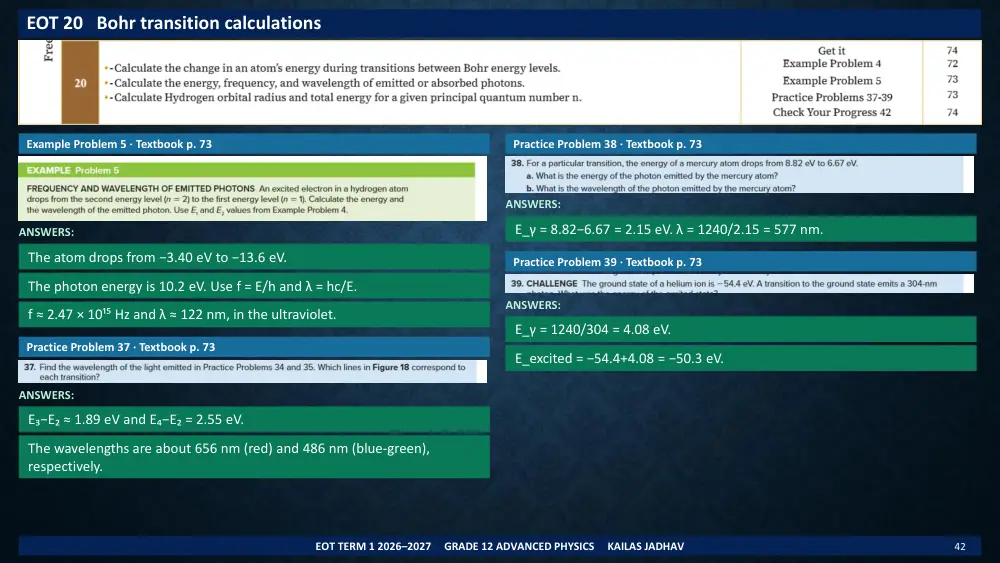 EOT 20 Bohr transition calculations
Free
20
•-Calculate the change in an atom's energy during transitions between Bohr energy levels.
•-Calculate the energy, frequency, and wavelength of emitted or absorbed photons.
•-Calculate Hydrogen orbital radius and total energy for a given principal quantum number n.
Get it 74
Example Problem 4 72
Example Problem 5 73
Practice Problems 37-39 73
Check Your Progress 42 74
Example Problem 5 · Textbook p. 73
EXAMPLE Problem 5
FREQUENCY AND WAVELENGTH OF EMITTED PHOTONS An excited electron in a hydrogen atom
drops from the second energy level (n = 2) to the first energy level (n = 1). Calculate the energy and
the wavelength of the emitted photon. Use E₁ and E₂ values from Example Problem 4.
ANSWERS:
The atom drops from −3.40 eV to −13.6 eV.
The photon energy is 10.2 eV. Use f = E/h and λ = hc/E.
f ≈ 2.47 × 10¹⁵ Hz and λ ≈ 122 nm, in the ultraviolet.
Practice Problem 37 · Textbook p. 73
37. Find the wavelength of the light emitted in Practice Problems 34 and 35. Which lines in Figure 18 correspond to
each transition?
ANSWERS:
E₃−E₂ ≈ 1.89 eV and E₄−E₂ = 2.55 eV.
The wavelengths are about 656 nm (red) and 486 nm (blue-green),
respectively.
Practice Problem 38 · Textbook p. 73
38. For a particular transition, the energy of a mercury atom drops from 8.82 eV to 6.67 eV.
a. What is the energy of the photon emitted by the mercury atom?
b. What is the wavelength of the photon emitted by the mercury atom?
ANSWERS:
E_γ = 8.82−6.67 = 2.15 eV. λ = 1240/2.15 = 577 nm.
Practice Problem 39 · Textbook p. 73
39. CHALLENGE The ground state of a helium ion is −54.4 eV. A transition to the ground state emits a 304-nm
photon. What was the energy of the excited state?
ANSWERS:
E_γ = 1240/304 = 4.08 eV.
E_excited = −54.4+4.08 = −50.3 eV.
EOT TERM 1 2026–2027 GRADE 12 ADVANCED PHYSICS KAILAS JADHAV
42